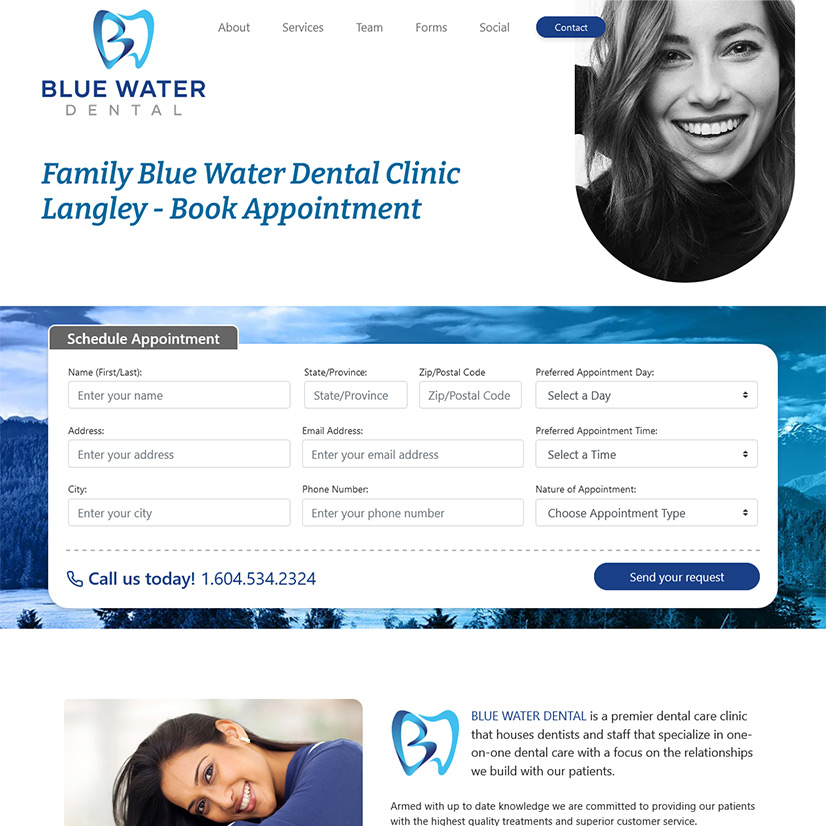 About Services Team Forms Social Contact
BLUE WATER
DENTAL
Family Blue Water Dental Clinic
Langley - Book Appointment
Schedule Appointment
Name (First/Last): State/Province: Zip/Postal Code Preferred Appointment Day:
Enter your name State/Province Zip/Postal Code Select a Day
Address: Email Address: Preferred Appointment Time:
Enter your address Enter your email address Select a Time
City: Phone Number: Nature of Appointment:
Enter your city Enter your phone number Choose Appointment Type
Call us today! 1.604.534.2324 Send your request
BLUE WATER DENTAL is a premier dental care clinic
that houses dentists and staff that specialize in one-
on-one dental care with a focus on the relationships
we build with our patients.
Armed with up to date knowledge we are committed to providing our patients
with the highest quality treatments and superior customer service.